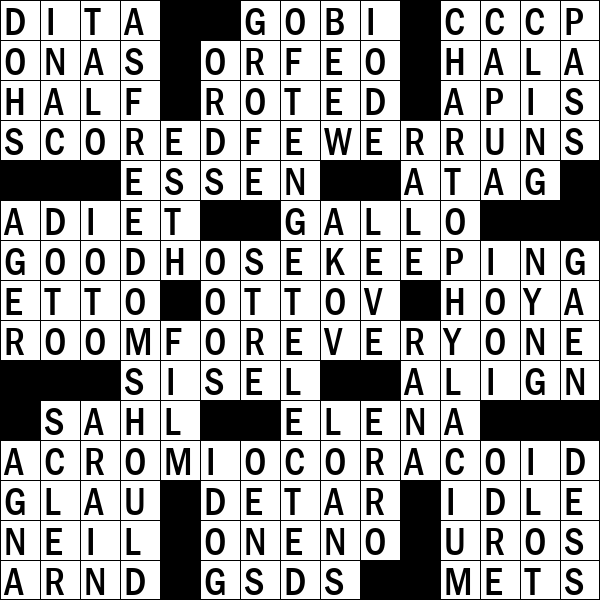 DITA GOBI CCCP
ONAS ORFEO HALA
HALF ROTED APIS
SCOREDFEWERRUNS
ESSEN ATAG
ADIET GALLO
GOODHOSEKEEPING
ETTO OTTOV HOYA
ROOMFOREVERYONE
SISEL ALIGN
SAHL ELENA
ACROMIOCORACOID
GLAU DETAR IDLE
NEIL ONENO UROS
ARND GSDS METS